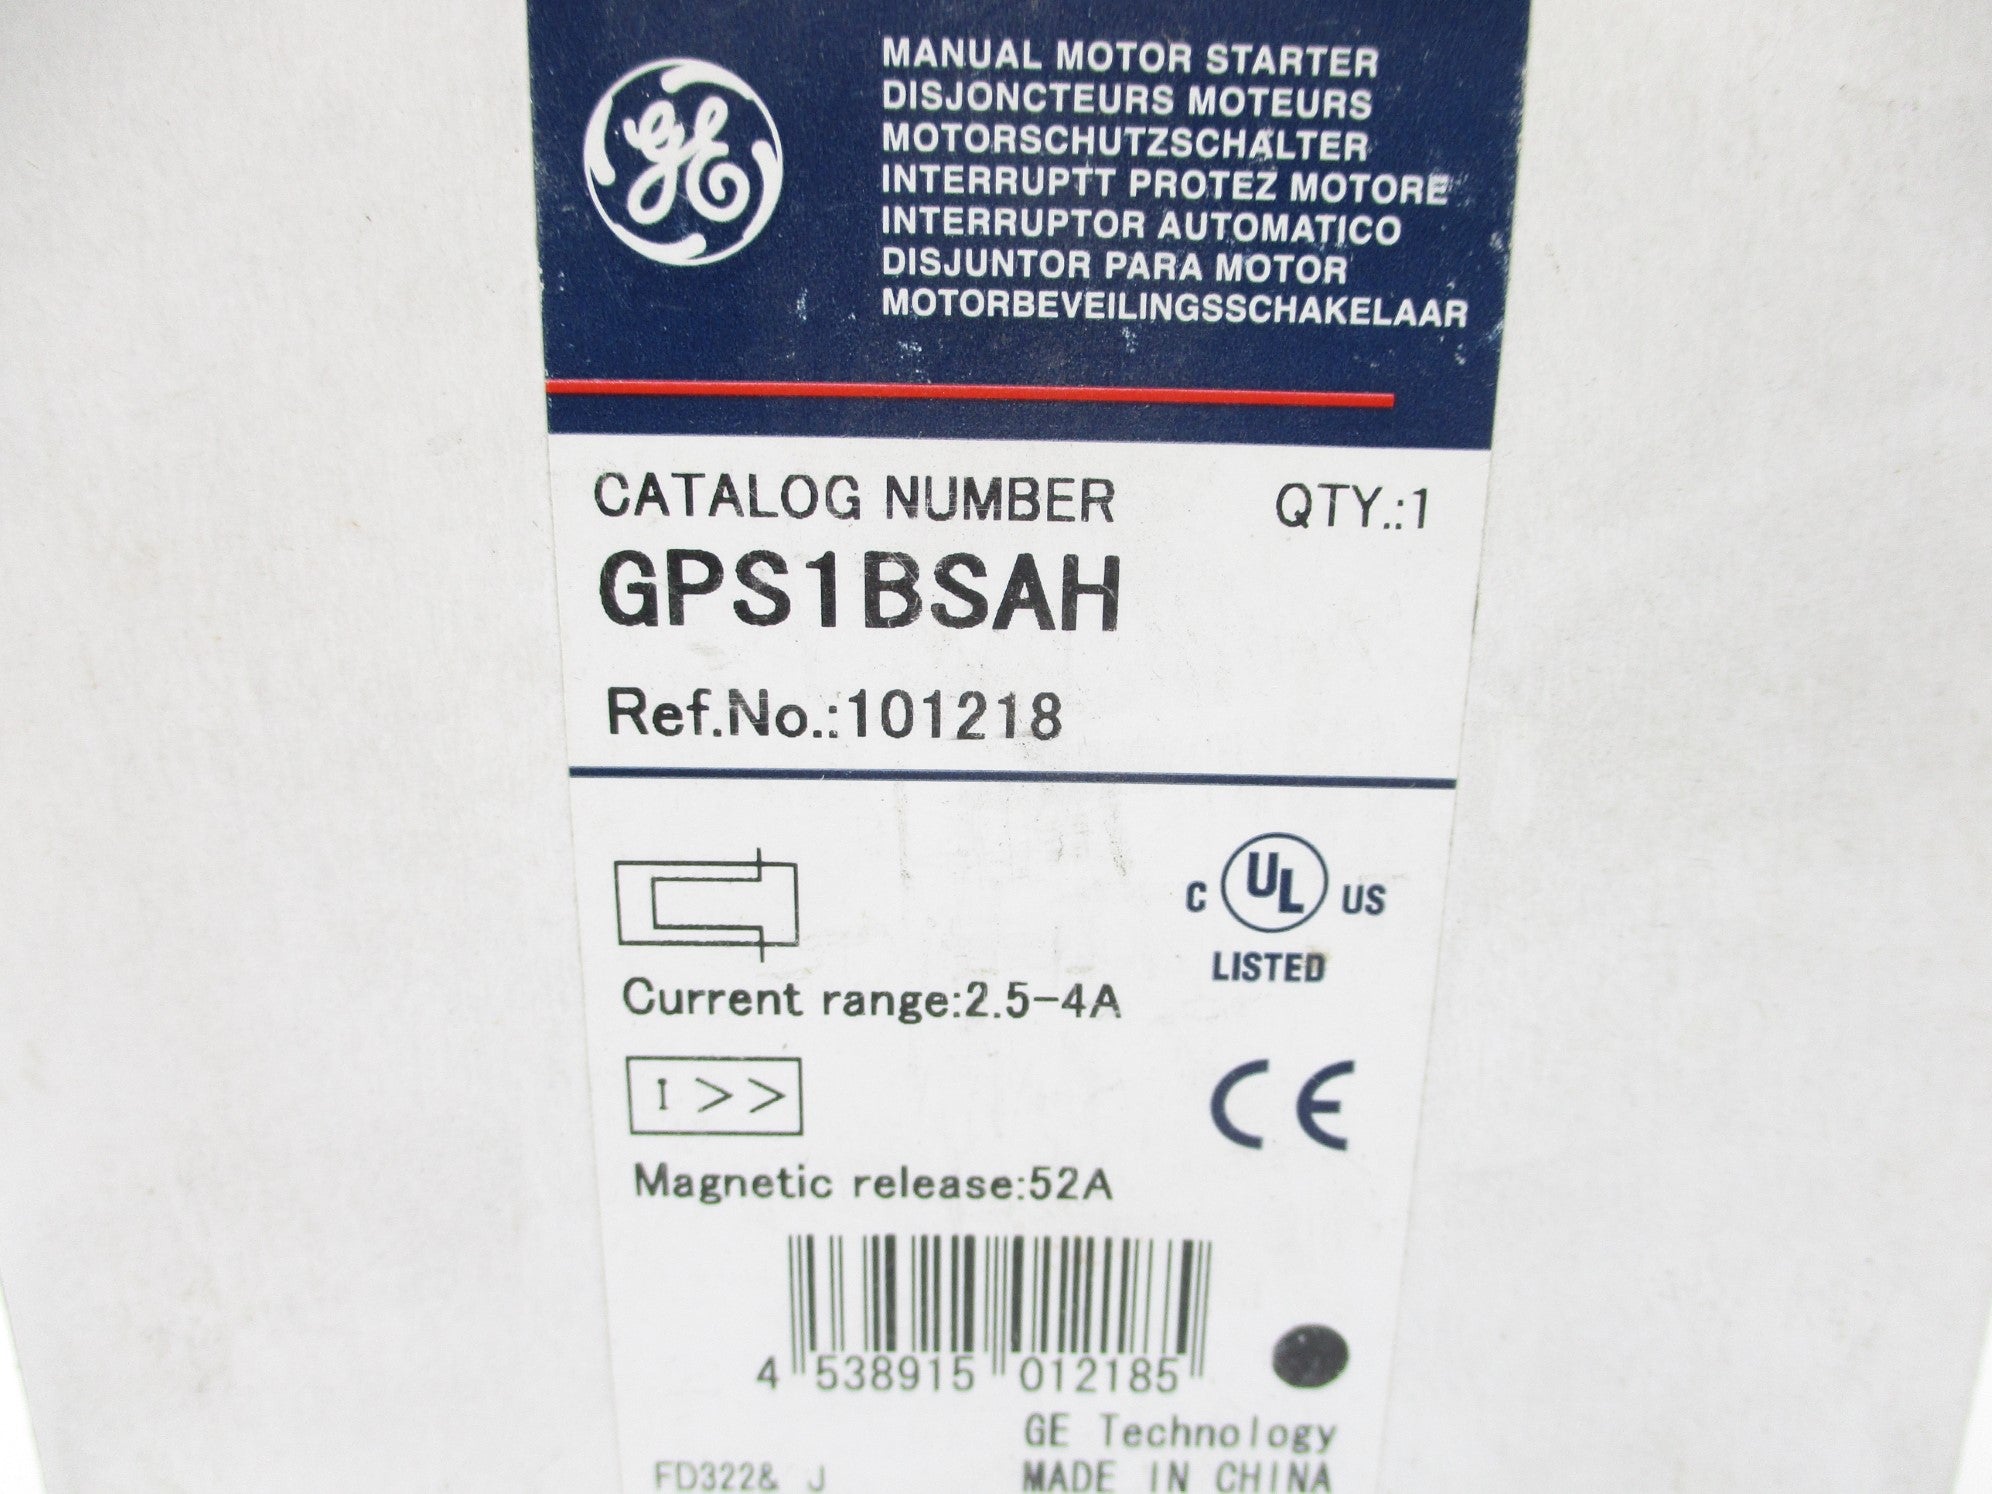 GE
MANUAL MOTOR STARTER
DISJONCTEURS MOTEURS
MOTORSCHUTZSCHALTER
INTERRUPTT PROTEZ MOTORE
INTERRUPTOR AUTOMATICO
DISJUNTOR PARA MOTOR
MOTORBEVEILINGSSCHAKELAAR
CATALOG NUMBER QTY.:1
GPS1BSAH
Ref.No.:101218
C UL US
LISTED
Current range:2.5-4A
I >>
CE
Magnetic release:52A
4 538915 012185
GE Technology
FD322& J MADE IN CHINA